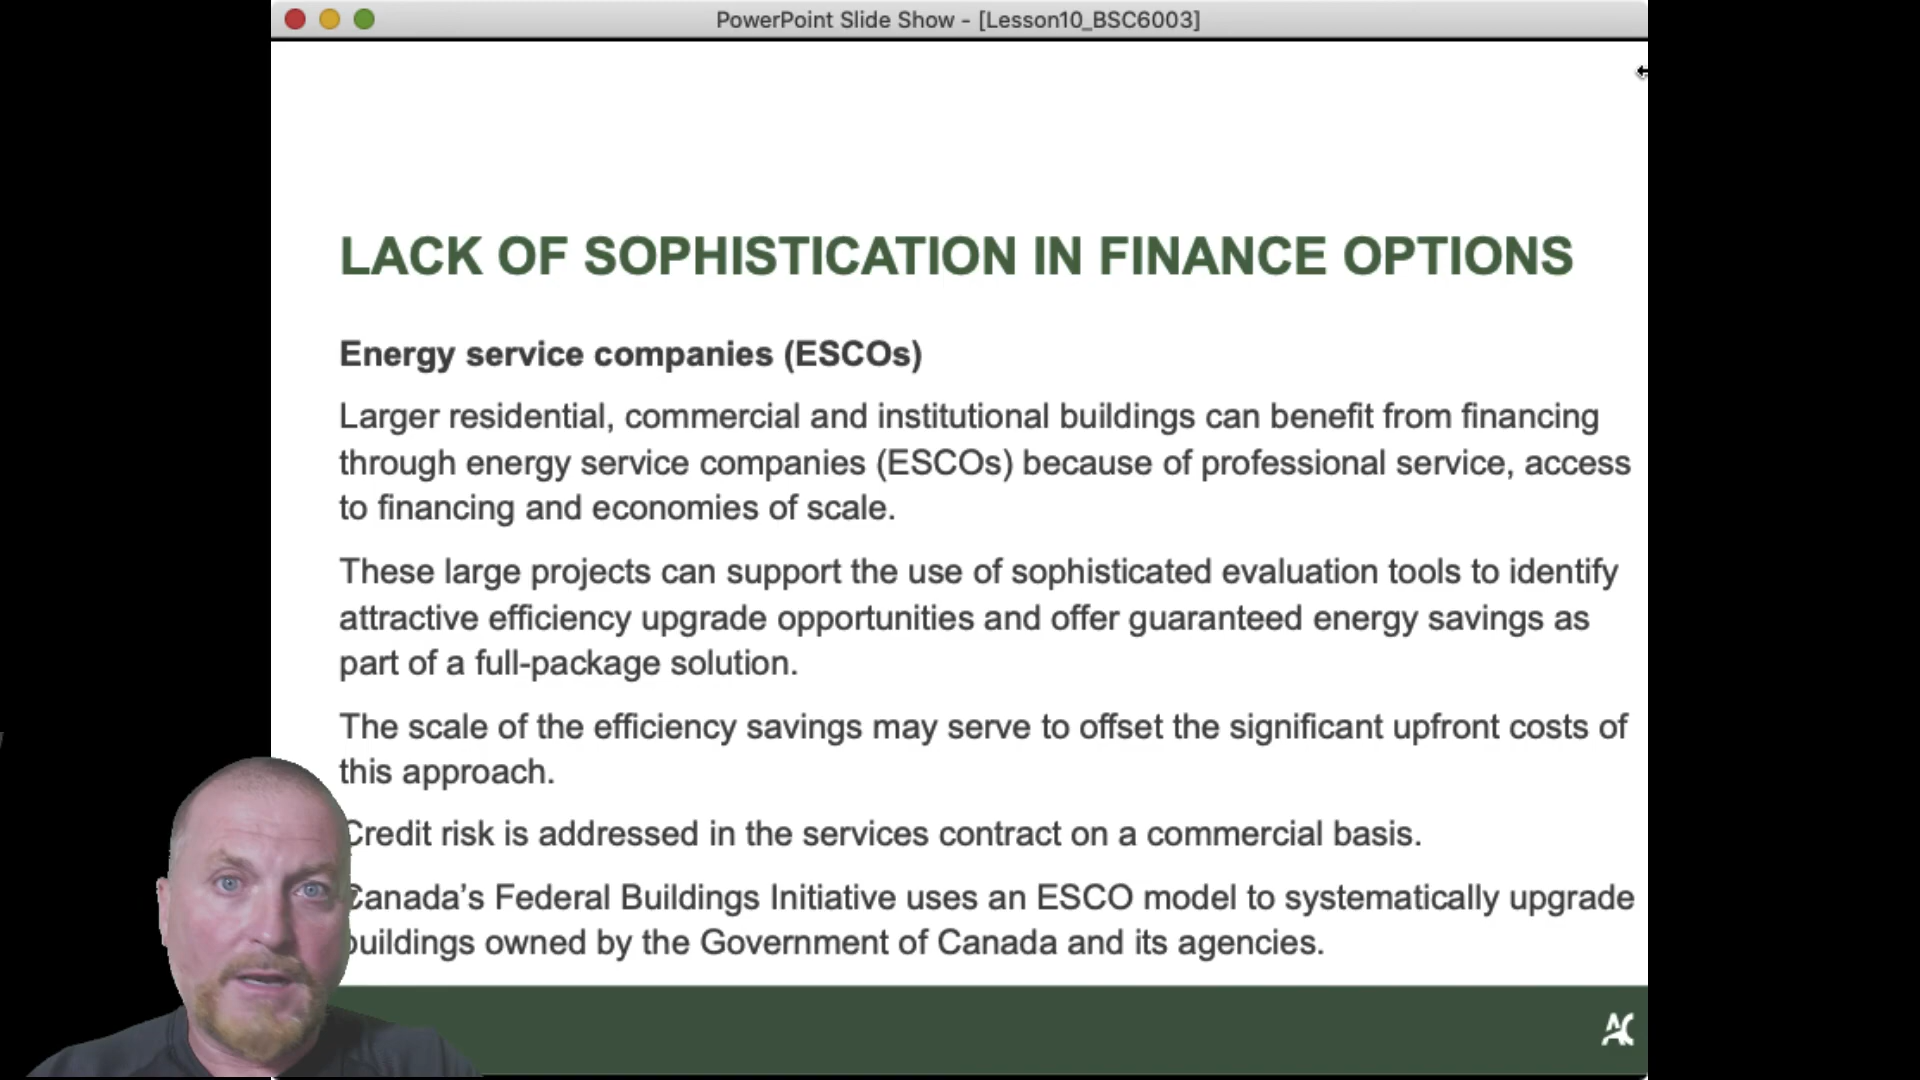 PowerPoint Slide Show - [Lesson10_BSC6003]
LACK OF SOPHISTICATION IN FINANCE OPTIONS
Energy service companies (ESCOs)
Larger residential, commercial and institutional buildings can benefit from financing
through energy service companies (ESCOs) because of professional service, access
to financing and economies of scale.
These large projects can support the use of sophisticated evaluation tools to identify
attractive efficiency upgrade opportunities and offer guaranteed energy savings as
part of a full-package solution.
The scale of the efficiency savings may serve to offset the significant upfront costs of
this approach.
Credit risk is addressed in the services contract on a commercial basis.
Canada’s Federal Buildings Initiative uses an ESCO model to systematically upgrade
buildings owned by the Government of Canada and its agencies.
AC